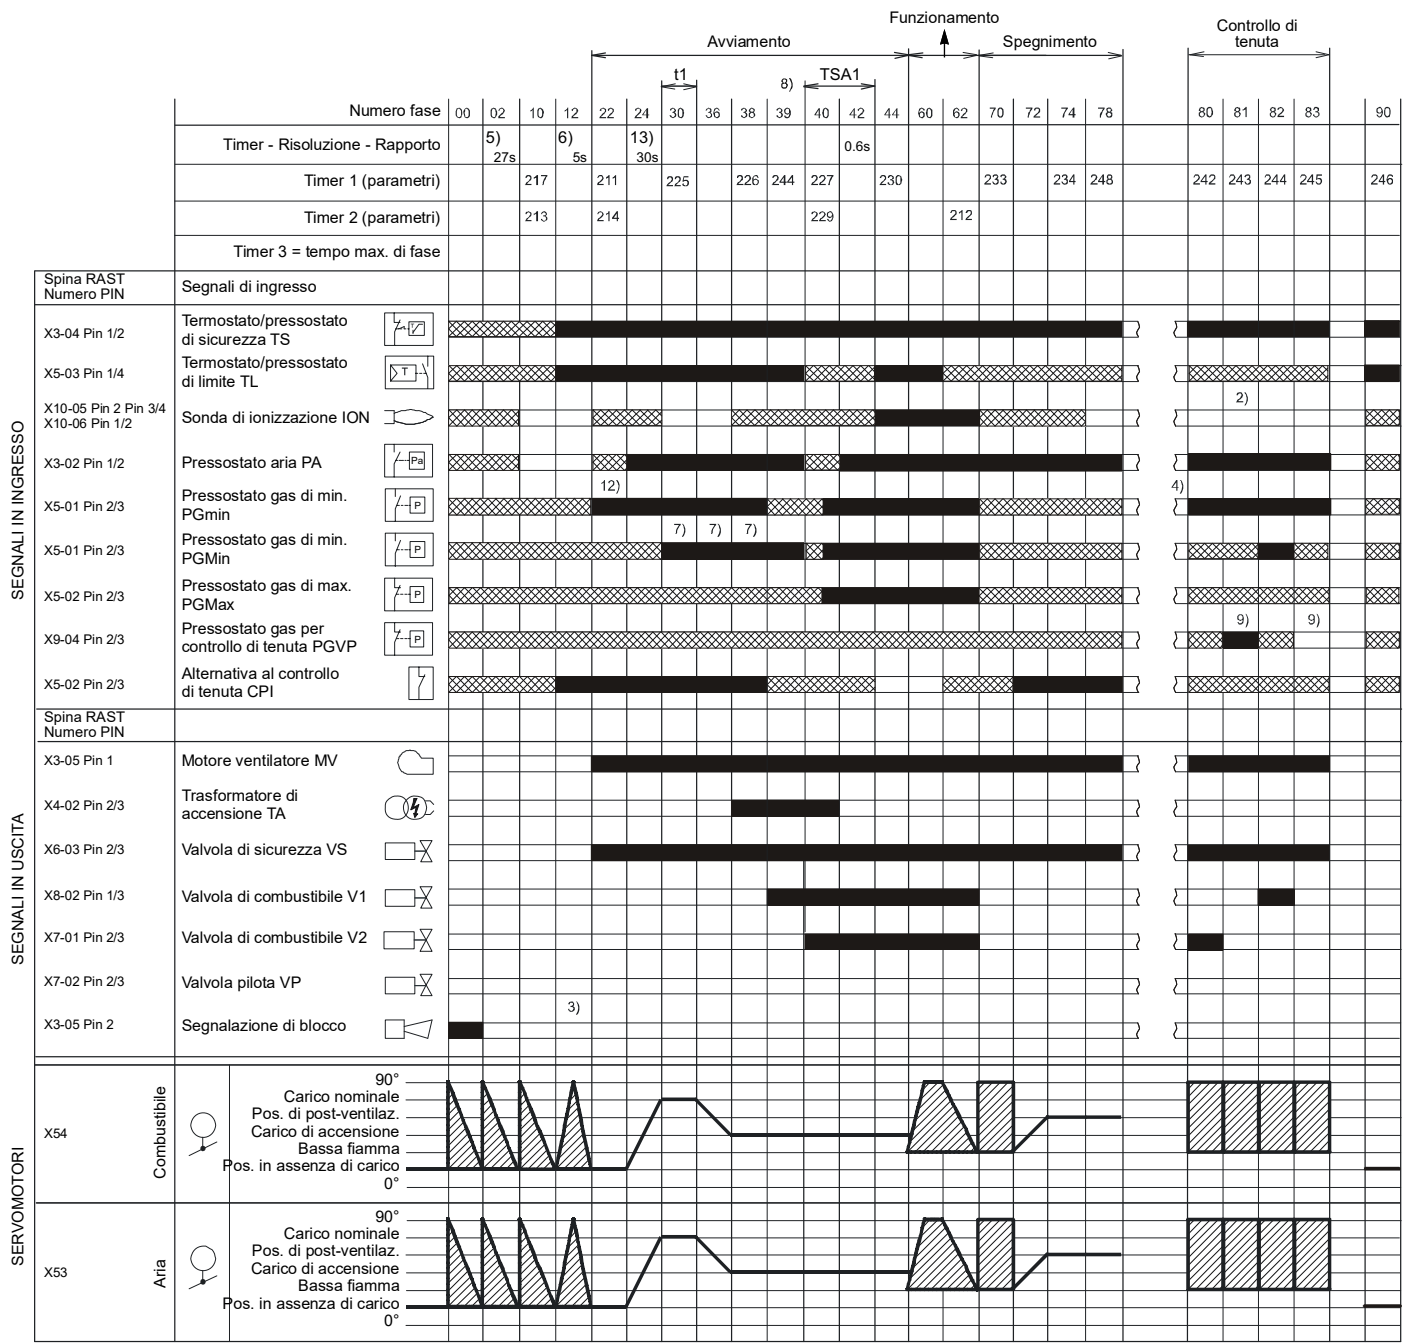 Funzionamento
Avviamento
Spegnimento
Controllo di
tenuta
t1
8)
TSA1
Numero fase 00 02 10 12 22 24 30 36 38 39 40 42 44 60 62 70 72 74 78 80 81 82 83 90
Timer - Risoluzione - Rapporto 5) 27s 6) 5s 13) 30s 0.6s
Timer 1 (parametri) 217 211 225 226 244 227 230 233 234 248 242 243 244 245 246
Timer 2 (parametri) 213 214 229 212
Timer 3 = tempo max. di fase
SEGNALI IN INGRESSO
Spina RAST
Numero PIN
Segnali di ingresso
X3-04 Pin 1/2
Termostato/pressostato
di sicurezza TS
X5-03 Pin 1/4
Termostato/pressostato
di limite TL
T
2)
X10-05 Pin 2 Pin 3/4
X10-06 Pin 1/2
Sonda di ionizzazione ION
X3-02 Pin 1/2
Pressostato aria PA
Pa
12)
4)
X5-01 Pin 2/3
Pressostato gas di min.
PGmin
P
7) 7) 7)
X5-01 Pin 2/3
Pressostato gas di min.
PGMin
P
X5-02 Pin 2/3
Pressostato gas di max.
PGMax
P
9) 9)
X9-04 Pin 2/3
Pressostato gas per
controllo di tenuta PGVP
P
X5-02 Pin 2/3
Alternativa al controllo
di tenuta CPI
SEGNALI IN USCITA
Spina RAST
Numero PIN
X3-05 Pin 1
Motore ventilatore MV
X4-02 Pin 2/3
Trasformatore di
accensione TA
X6-03 Pin 2/3
Valvola di sicurezza VS
X8-02 Pin 1/3
Valvola di combustibile V1
X7-01 Pin 2/3
Valvola di combustibile V2
X7-02 Pin 2/3
Valvola pilota VP
3)
X3-05 Pin 2
Segnalazione di blocco
SERVOMOTORI
X54
Combustibile
90°
Carico nominale
Pos. di post-ventilaz.
Carico di accensione
Bassa fiamma
Pos. in assenza di carico
0°
X53
Aria
90°
Carico nominale
Pos. di post-ventilaz.
Carico di accensione
Bassa fiamma
Pos. in assenza di carico
0°